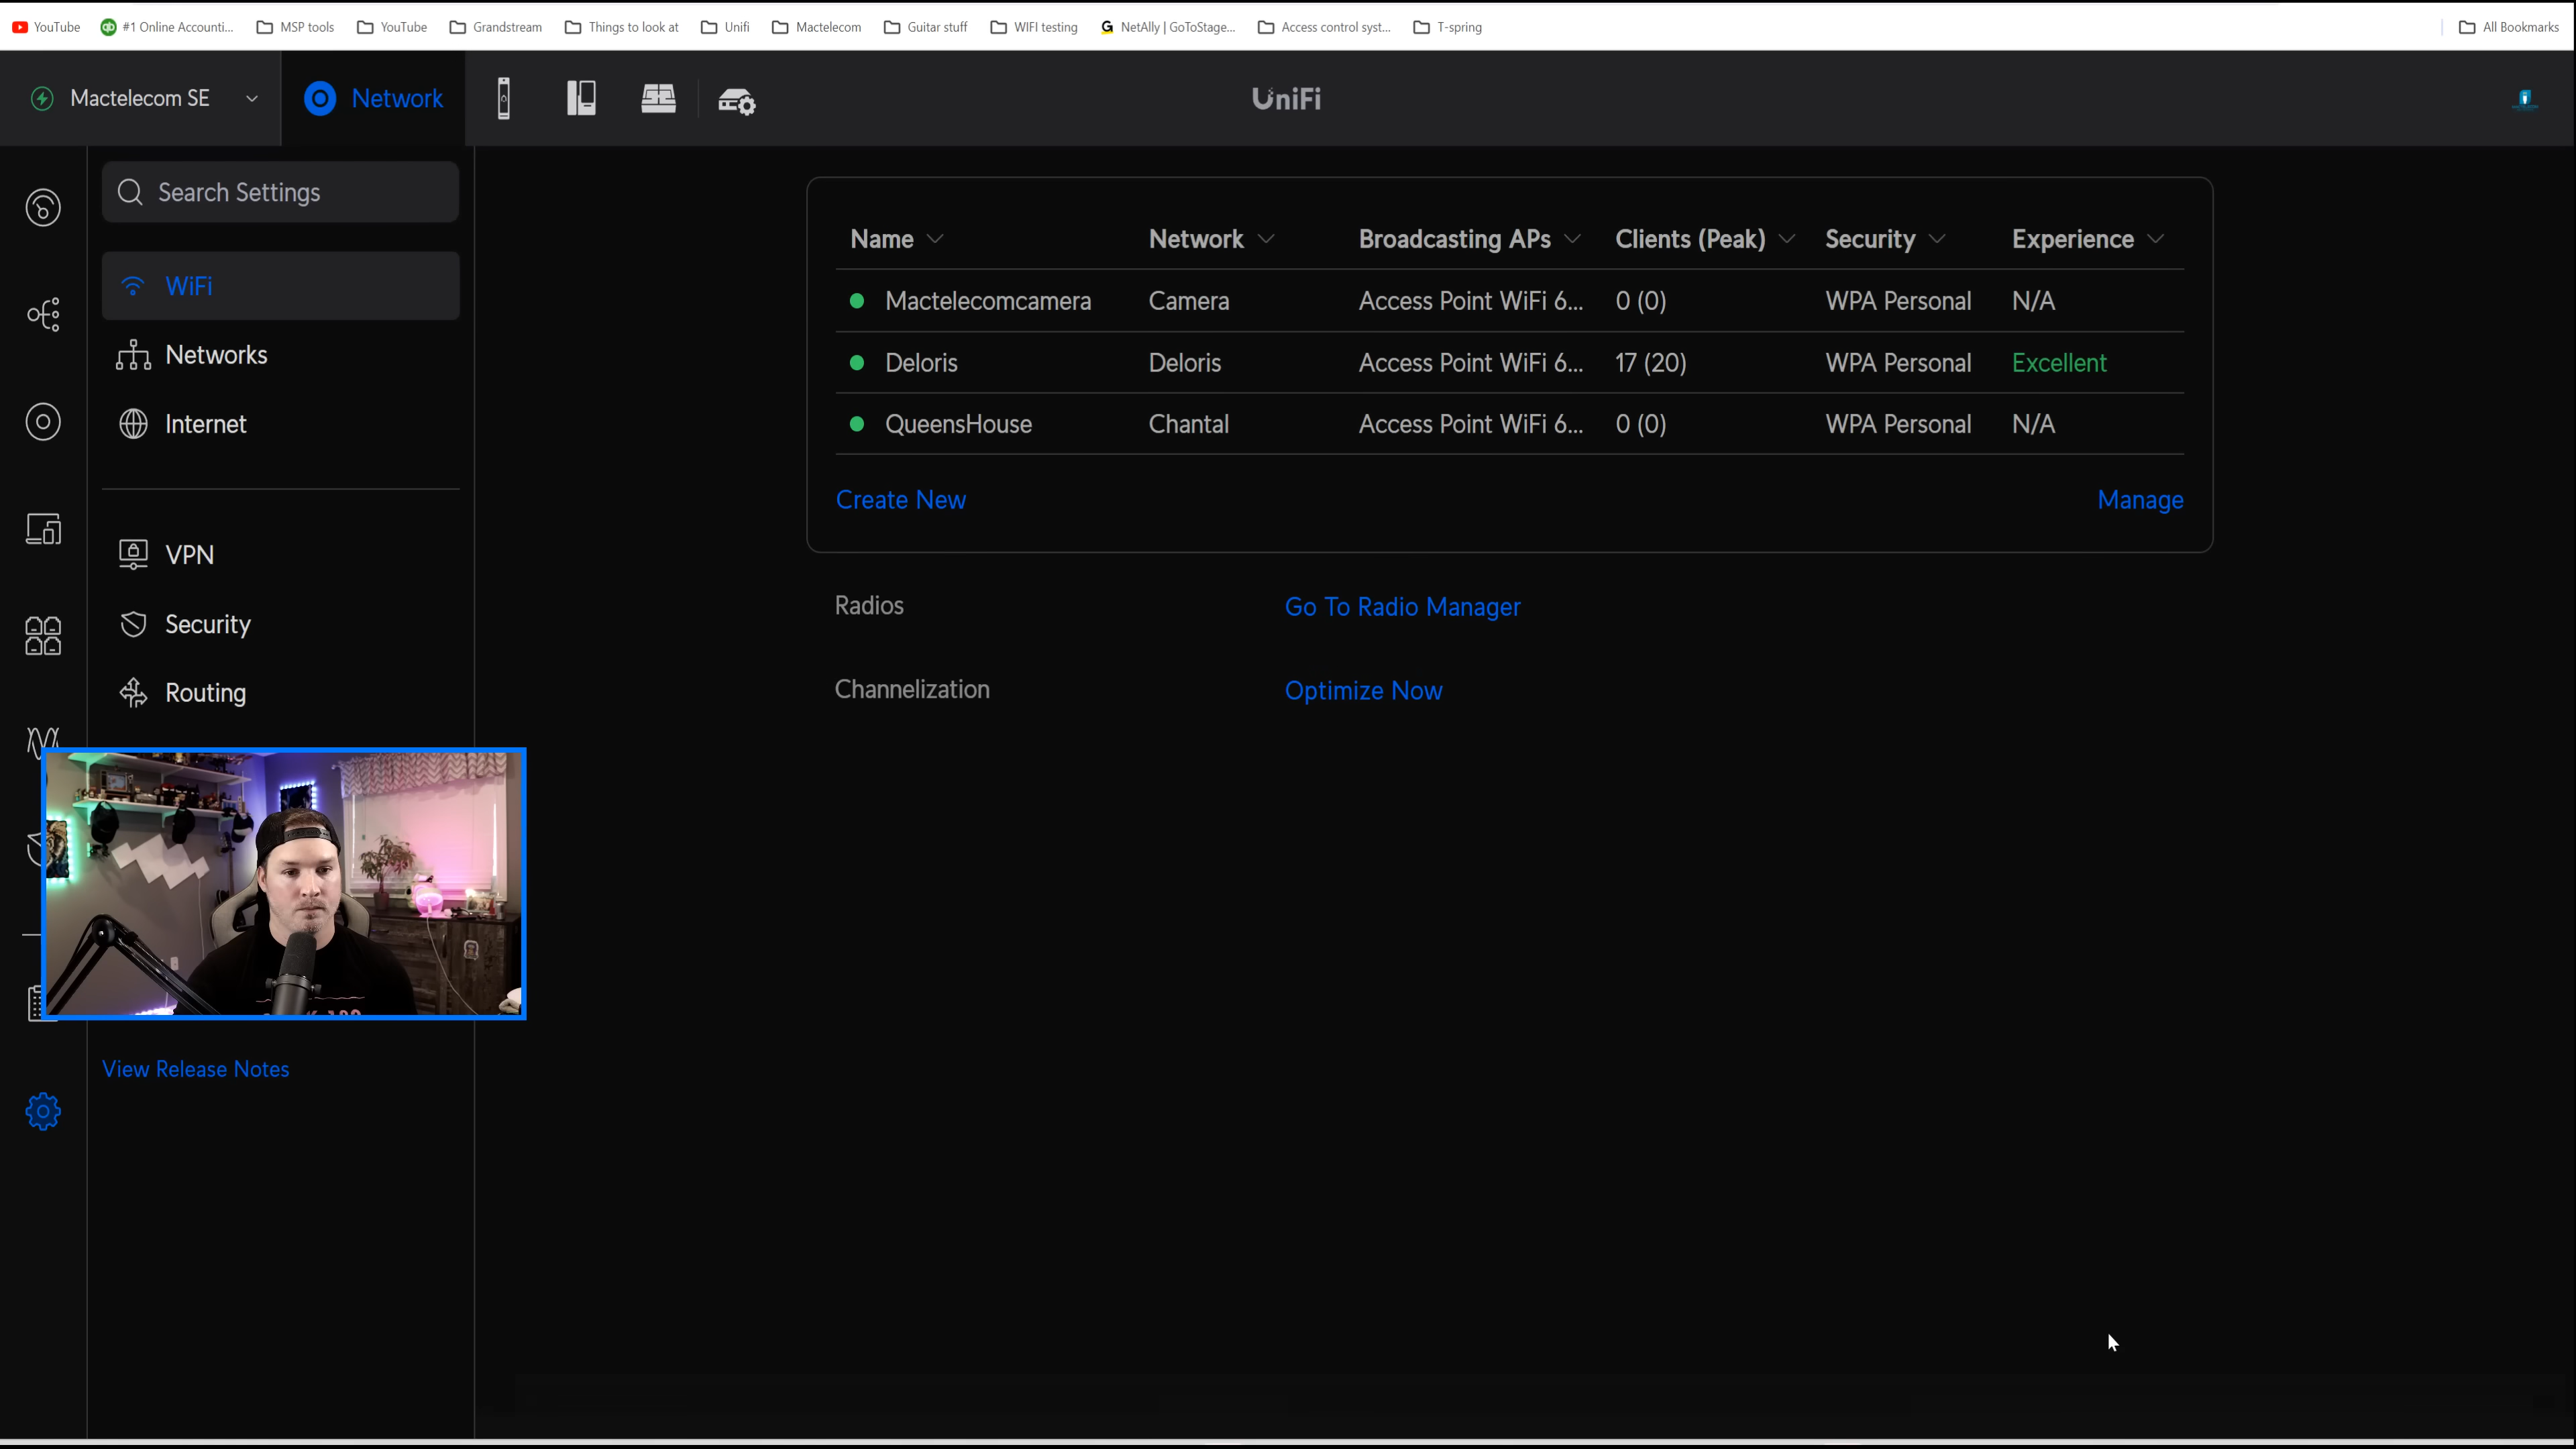 YouTube #1 Online Accounti... MSP tools YouTube Grandstream Things to look at Unifi Mactelecom Guitar stuff WIFI testing NetAlly | GoToStage... Access control syst... T-spring All Bookmarks
Mactelecom SE Network UniFi
Search Settings
WiFi
Networks
Internet
VPN
Security
Routing
View Release Notes
Name Network Broadcasting APs Clients (Peak) Security Experience
Mactelecomcamera Camera Access Point WiFi 6... 0 (0) WPA Personal N/A
Deloris Deloris Access Point WiFi 6... 17 (20) WPA Personal Excellent
QueensHouse Chantal Access Point WiFi 6... 0 (0) WPA Personal N/A
Create New Manage
Radios Go To Radio Manager
Channelization Optimize Now